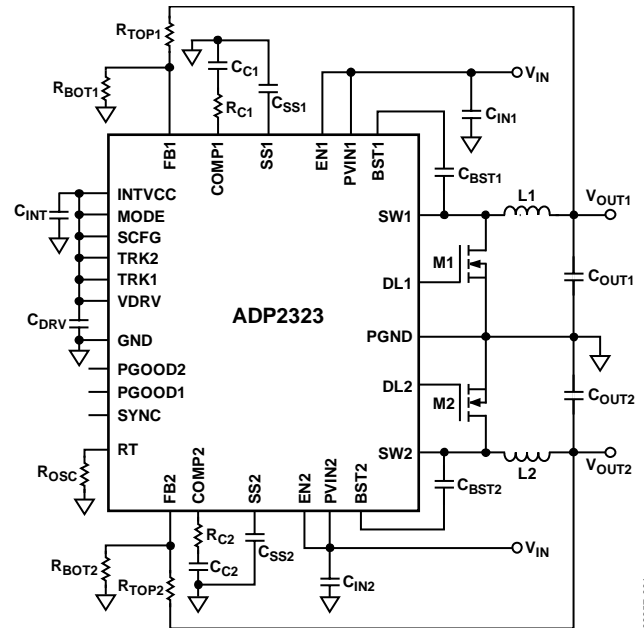 RTOP1
RBOT1
CC1
RC1
CSS1
VIN
CIN1
FB1
COMP1
SS1
EN1
PVIN1
BST1
CBST1
L1
VOUT1
CINT
INTVCC
MODE
SCFG
TRK2
TRK1
VDRV
CDRV
GND
PGOOD2
PGOOD1
SYNC
RT
ROSC
ADP2323
SW1
M1
DL1
COUT1
PGND
DL2
M2
COUT2
SW2
L2
VOUT2
FB2
COMP2
SS2
EN2
PVIN2
BST2
CBST2
RC2
CC2
CSS2
VIN
CIN2
RBOT2
RTOP2